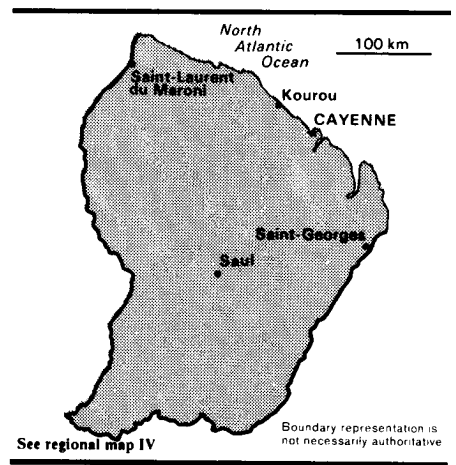 North
Atlantic
Ocean
100 km
Saint-Laurent
du Maroni
Kourou
CAYENNE
Saint-Georges
Saul
Boundary representation is
not necessarily authoritative
See regional map IV